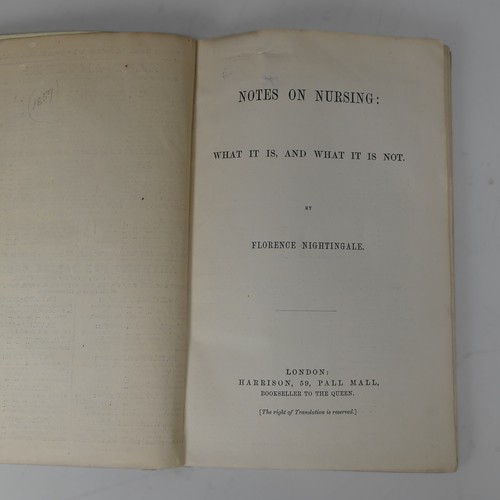 (1859)
NOTES ON NURSING:
WHAT IT IS, AND WHAT IT IS NOT.
BY
FLORENCE NIGHTINGALE.
LONDON:
HARRISON, 59, PALL MALL,
BOOKSELLER TO THE QUEEN.
[The right of Translation is reserved.]